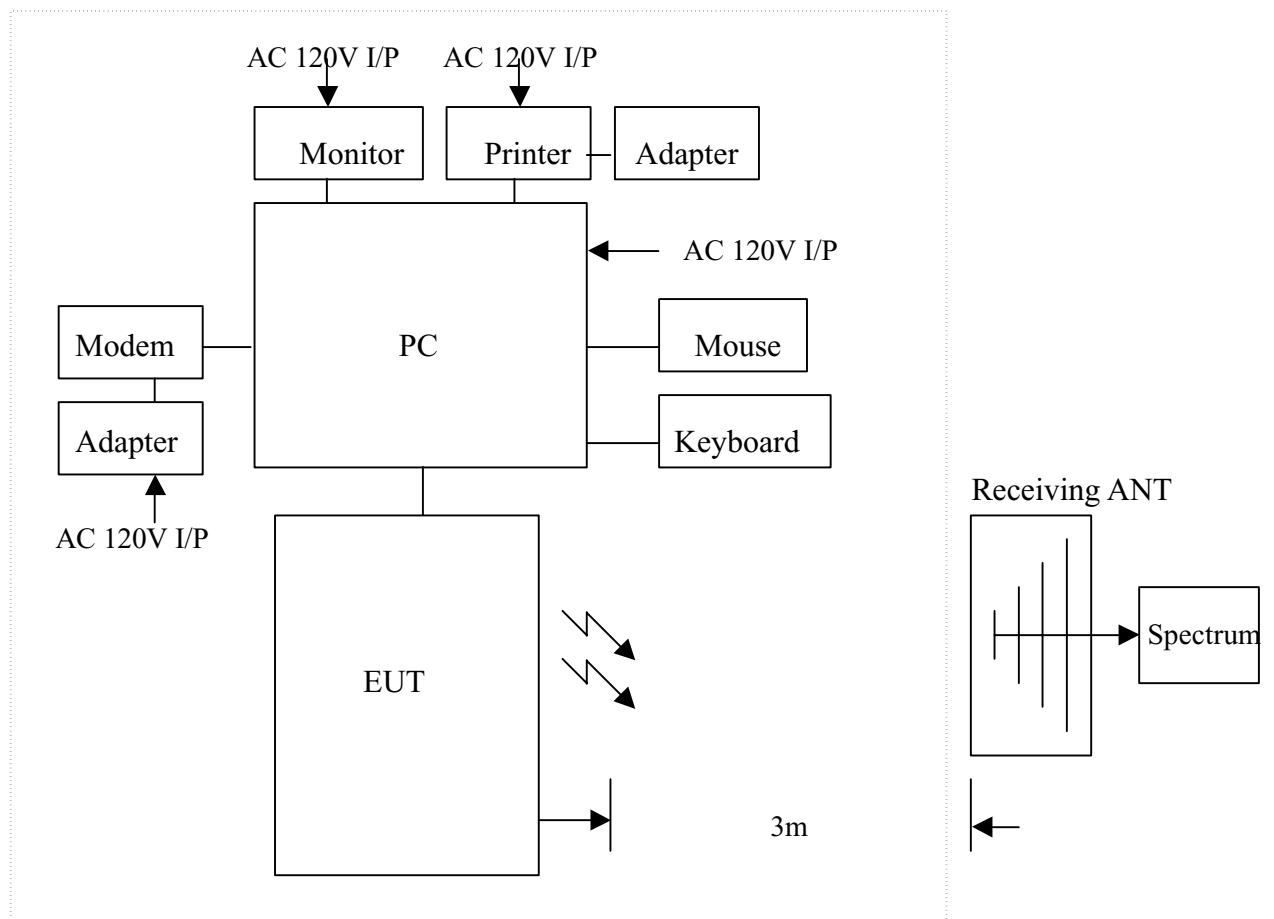 AC 120V I/P AC 120V I/P
Monitor Printer Adapter
AC 120V I/P
Modem PC Mouse
Adapter Keyboard
AC 120V I/P
Receiving ANT
Spectrum
EUT
3m